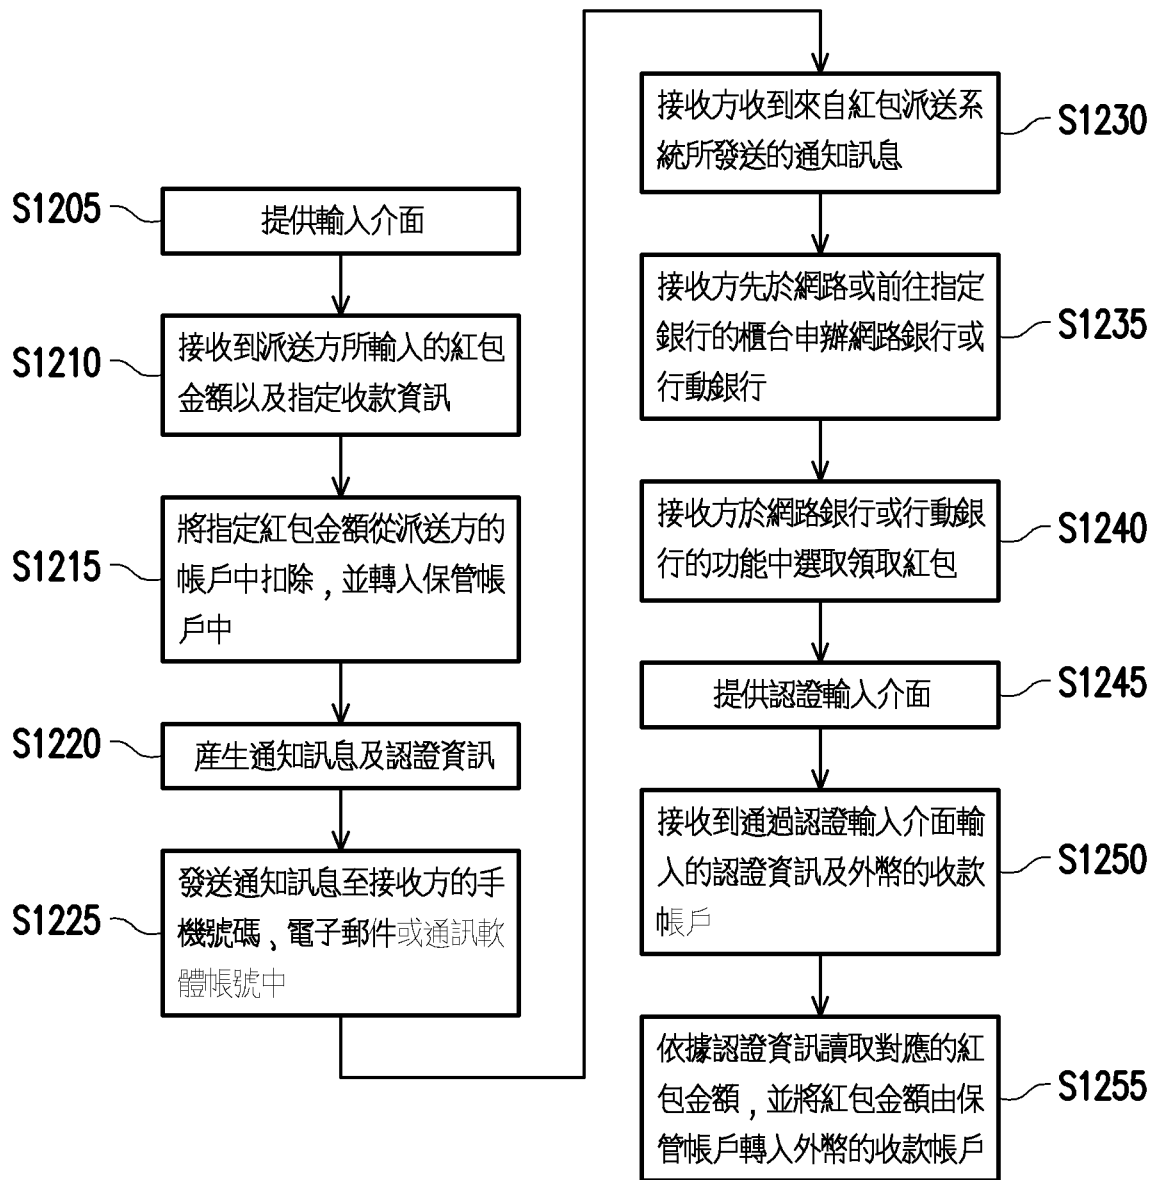 S1205
提供輸入介面
S1210
接收到派送方所輸入的紅包
金額以及指定收款資訊
S1215
將指定紅包金額從派送方的
帳戶中扣除,並轉入保管帳
戶中
S1220
產生通知訊息及認證資訊
S1225
發送通知訊息至接收方的手
機號碼、電子郵件或通訊軟
體帳號中
接收方收到來自紅包派送系
統所發送的通知訊息
S1230
接收方先於網路或前往指定
銀行的櫃台申辦網路銀行或
行動銀行
S1235
接收方於網路銀行或行動銀
行的功能中選取領取紅包
S1240
提供認證輸入介面
S1245
接收到通過認證輸入介面輸
入的認證資訊及外幣的收款
帳戶
S1250
依據認證資訊讀取對應的紅
包金額,並將紅包金額由保
管帳戶轉入外幣的收款帳戶
S1255